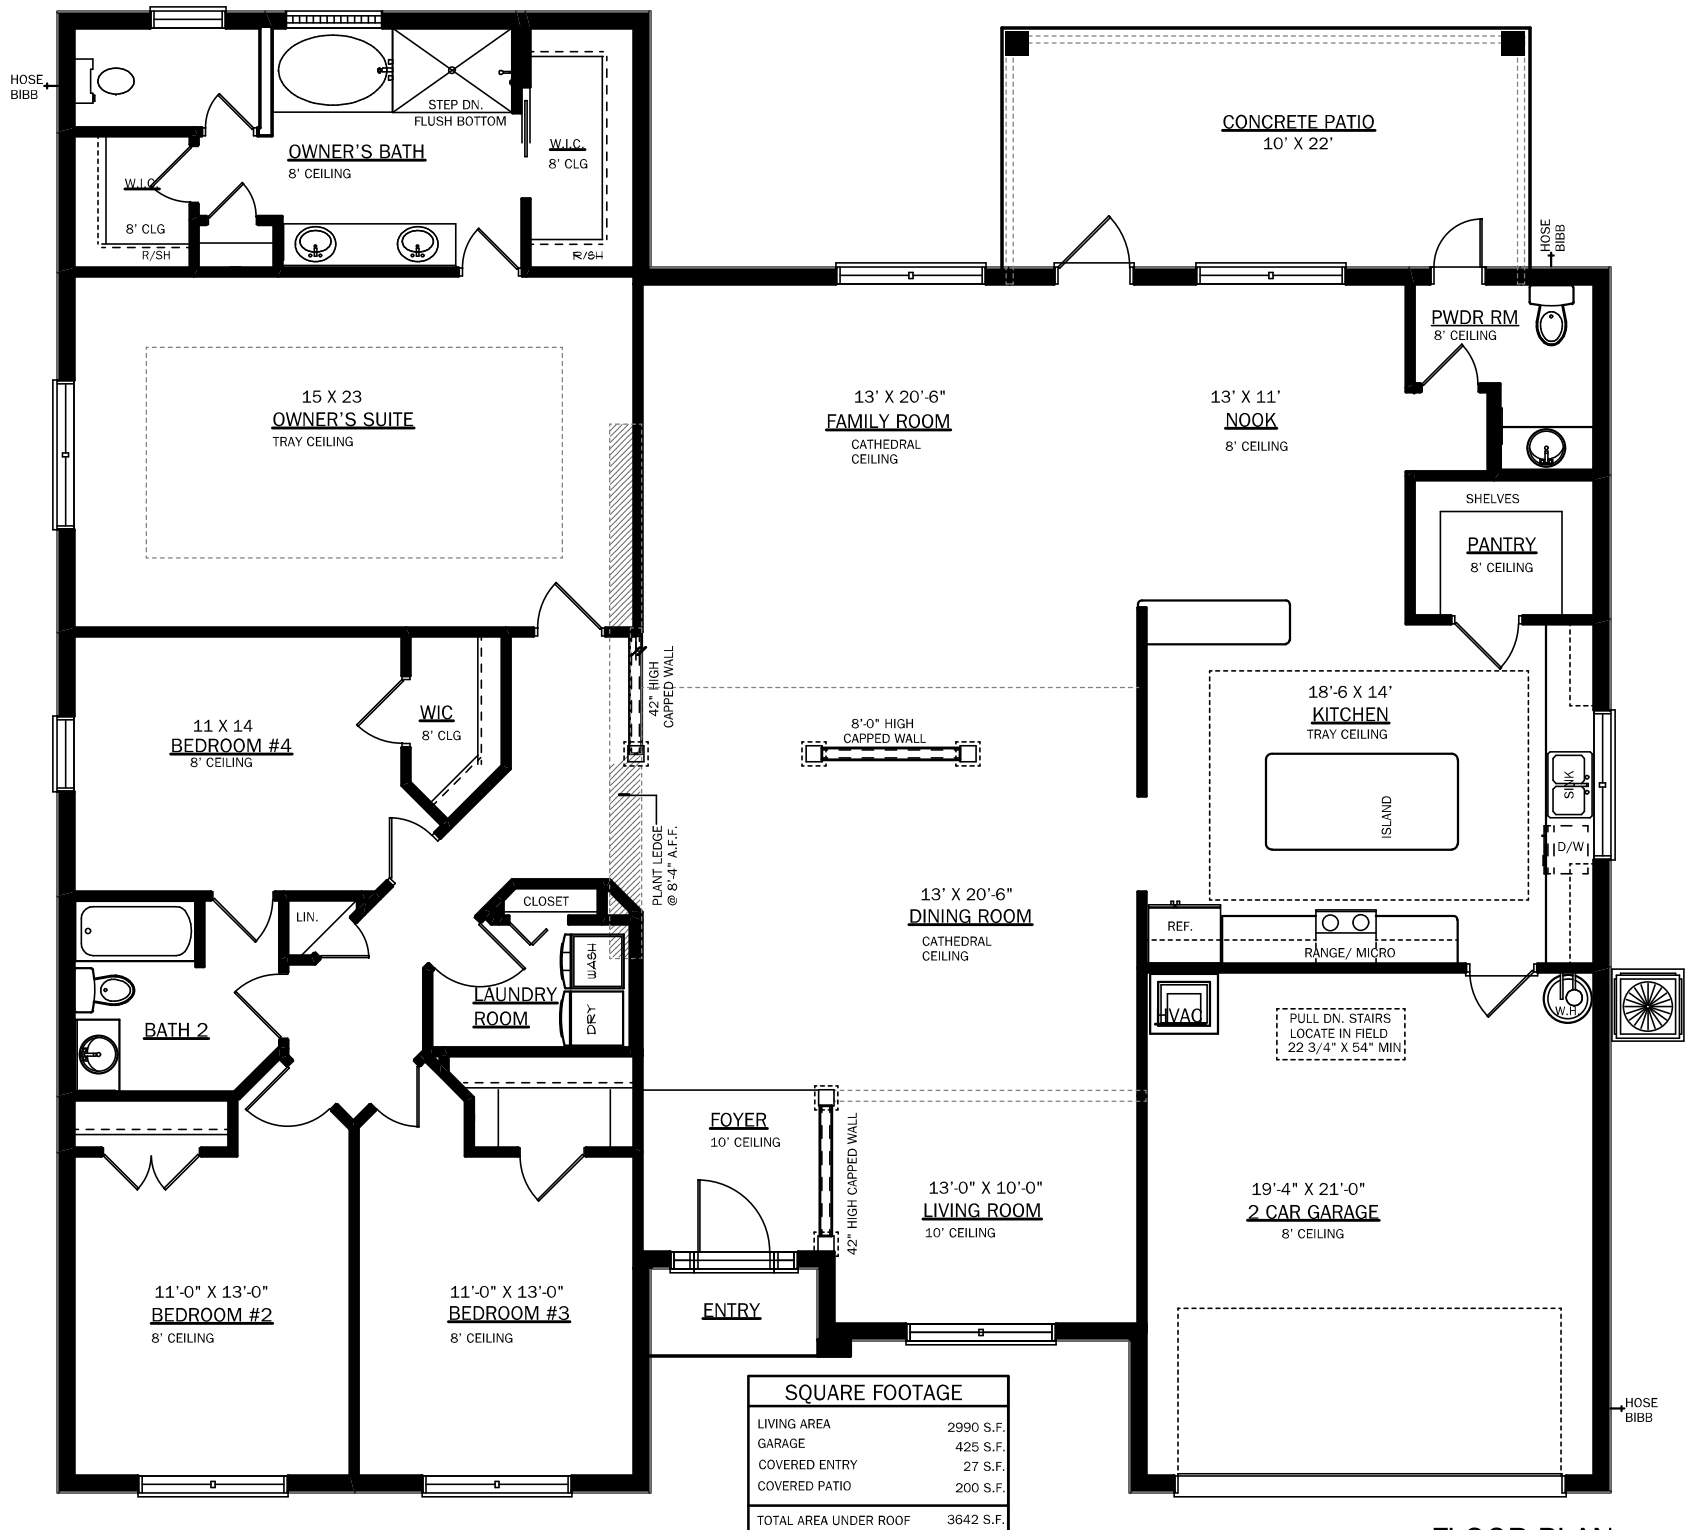 HOSE
BIBB
STEP DN.
FLUSH BOTTOM
OWNER'S BATH
8' CEILING
W.I.C.
8' CLG
R/SH
W.I.C.
8' CLG
R/SH
CONCRETE PATIO
10' X 22'
HOSE
BIBB
15 X 23
OWNER'S SUITE
TRAY CEILING
13' X 20'-6"
FAMILY ROOM
CATHEDRAL
CEILING
13' X 11'
NOOK
8' CEILING
PWDR RM
8' CEILING
SHELVES
PANTRY
8' CEILING
11 X 14
BEDROOM #4
8' CEILING
WIC
8' CLG
42" HIGH
CAPPED WALL
8'-0" HIGH
CAPPED WALL
18'-6 X 14'
KITCHEN
TRAY CEILING
ISLAND
SINK
D/W
PLANT LEDGE
@ 8'-4" A.F.F.
LIN.
CLOSET
WASH
DRY
LAUNDRY
ROOM
BATH 2
13' X 20'-6"
DINING ROOM
CATHEDRAL
CEILING
REF.
RANGE/ MICRO
HVAC
PULL DN. STAIRS
LOCATE IN FIELD
22 3/4" X 54" MIN
W.H.
FOYER
10' CEILING
42" HIGH CAPPED WALL
13'-0" X 10'-0"
LIVING ROOM
10' CEILING
19'-4" X 21'-0"
2 CAR GARAGE
8' CEILING
11'-0" X 13'-0"
BEDROOM #2
8' CEILING
11'-0" X 13'-0"
BEDROOM #3
8' CEILING
ENTRY
HOSE
BIBB
SQUARE FOOTAGE
LIVING AREA 2990 S.F.
GARAGE 425 S.F.
COVERED ENTRY 27 S.F.
COVERED PATIO 200 S.F.
TOTAL AREA UNDER ROOF 3642 S.F.
FLOOR PLAN